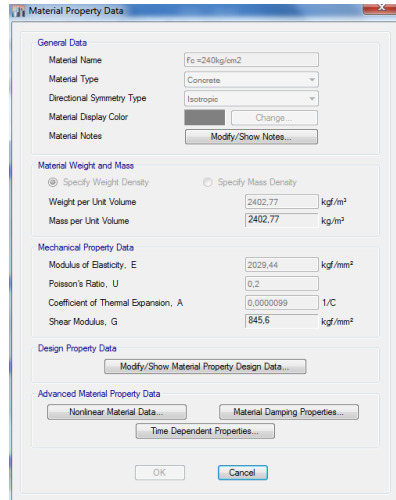 Material Property Data
General Data
Material Name f'c =240kg/cm2
Material Type Concrete
Directional Symmetry Type Isotropic
Material Display Color Change...
Material Notes Modify/Show Notes...
Material Weight and Mass
Specify Weight Density Specify Mass Density
Weight per Unit Volume 2402,77 kgf/m³
Mass per Unit Volume 2402,77 kg/m³
Mechanical Property Data
Modulus of Elasticity, E 2029,44 kgf/mm²
Poisson's Ratio, U 0,2
Coefficient of Thermal Expansion, A 0,0000099 1/C
Shear Modulus, G 845,6 kgf/mm²
Design Property Data
Modify/Show Material Property Design Data...
Advanced Material Property Data
Nonlinear Material Data... Material Damping Properties...
Time Dependent Properties...
OK Cancel